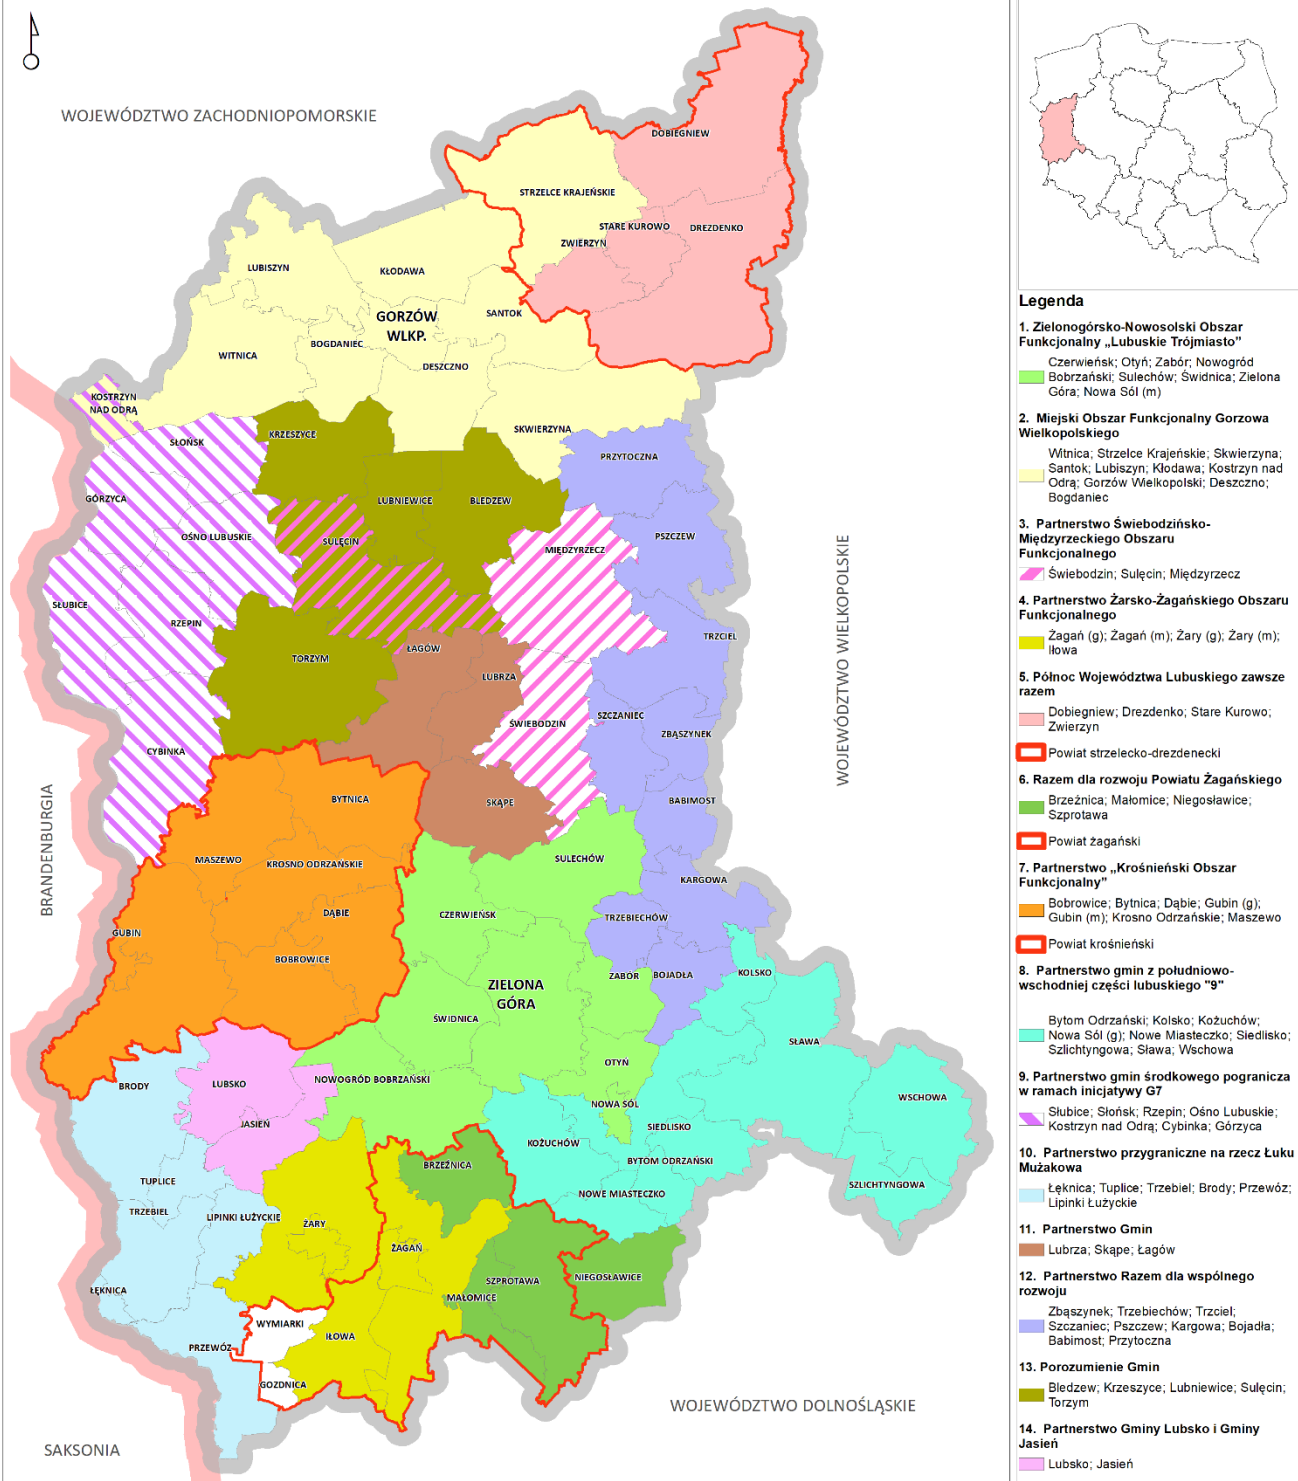 WOJEWÓDZTWO ZACHODNIOPOMORSKIE
DOBIEGNIEW
STRZELCE KRAJEŃSKIE
STARE KUROWO
DREZDENKO
ZWIERZYN
LUBISZYN
KŁODAWA
SANTOK
GORZÓW
WLKP.
BOGDANIEC
WITNICA
DESZCZNO
KOSTRZYN
NAD ODRĄ
SKWIERZYNA
KRZESZYCE
SŁOŃSK
PRZYTOCZNA
GÓRZYCA
LUBNIEWICE
BLEDZEW
OŚNO LUBUSKIE
SULĘCIN
MIĘDZYRZECZ
PSZCZEW
SŁUBICE
RZEPIN
TRZCIEL
TORZYM
ŁAGÓW
LUBRZA
ŚWIEBODZIN
SZCZANIEC
ZBĄSZYNEK
CYBINKA
BYTNICA
SKĄPE
BABIMOST
MASZEWO
KROSNO ODRZAŃSKIE
SULECHÓW
KARGOWA
DĄBIE
CZERWIEŃSK
TRZEBIECHÓW
GUBIN
BOBROWICE
ZABÓR
BOJADŁA
KOLSKO
ZIELONA
GÓRA
ŚWIDNICA
SŁAWA
OTYŃ
BRODY
LUBSKO
NOWOGRÓD BOBRZAŃSKI
NOWA SÓL
WSCHOWA
JASIEŃ
SIEDLISKO
KOŻUCHÓW
BYTOM ODRZAŃSKI
BRZEŹNICA
TUPLICE
NOWE MIASTECZKO
SZLICHTYNGOWA
TRZEBIEL
LIPINKI ŁUŻYCKIE
ŻARY
ŻAGAŃ
ŁĘKNICA
SZPROTAWA
NIEGOSŁAWICE
MAŁOMICE
WYMIARKI
IŁOWA
PRZEWÓZ
GOZDNICA
WOJEWÓDZTWO WIELKOPOLSKIE
BRANDENBURGIA
WOJEWÓDZTWO DOLNOŚLĄSKIE
SAKSONIA
Legenda
1. Zielonogórsko-Nowosolski Obszar
Funkcjonalny „Lubuskie Trójmiasto”
Czerwieńsk; Otyń; Zabór; Nowogród
Bobrzański; Sulechów; Świdnica; Zielona
Góra; Nowa Sól (m)
2. Miejski Obszar Funkcjonalny Gorzowa
Wielkopolskiego
Witnica; Strzelce Krajeńskie; Skwierzyna;
Santok; Lubiszyn; Kłodawa; Kostrzyn nad
Odrą; Gorzów Wielkopolski; Deszczno;
Bogdaniec
3. Partnerstwo Świebodzińsko-
Międzyrzeckiego Obszaru
Funkcjonalnego
Świebodzin; Sulęcin; Międzyrzecz
4. Partnerstwo Żarsko-Żagańskiego Obszaru
Funkcjonalnego
Żagań (g); Żagań (m); Żary (g); Żary (m);
Iłowa
5. Północ Województwa Lubuskiego zawsze
razem
Dobiegniew; Drezdenko; Stare Kurowo;
Zwierzyn
Powiat strzelecko-drezdenecki
6. Razem dla rozwoju Powiatu Żagańskiego
Brzeźnica; Małomice; Niegosławice;
Szprotawa
Powiat żagański
7. Partnerstwo „Krośnieński Obszar
Funkcjonalny”
Bobrowice; Bytnica; Dąbie; Gubin (g);
Gubin (m); Krosno Odrzańskie; Maszewo
Powiat krośnieński
8. Partnerstwo gmin z południowo-
wschodniej części lubuskiego "9"
Bytom Odrzański; Kolsko; Kożuchów;
Nowa Sól (g); Nowe Miasteczko; Siedlisko;
Szlichtyngowa; Sława; Wschowa
9. Partnerstwo gmin środkowego pogranicza
w ramach inicjatywy G7
Słubice; Słońsk; Rzepin; Ośno Lubuskie;
Kostrzyn nad Odrą; Cybinka; Górzyca
10. Partnerstwo przygraniczne na rzecz Łuku
Mużakowa
Łęknica; Tuplice; Trzebiel; Brody; Przewóz;
Lipinki Łużyckie
11. Partnerstwo Gmin
Lubrza; Skąpe; Łagów
12. Partnerstwo Razem dla wspólnego
rozwoju
Zbąszynek; Trzebiechów; Trzciel;
Szczaniec; Pszczew; Kargowa; Bojadła;
Babimost; Przytoczna
13. Porozumienie Gmin
Bledzew; Krzeszyce; Lubniewice; Sulęcin;
Torzym
14. Partnerstwo Gminy Lubsko i Gminy
Jasień
Lubsko; Jasień